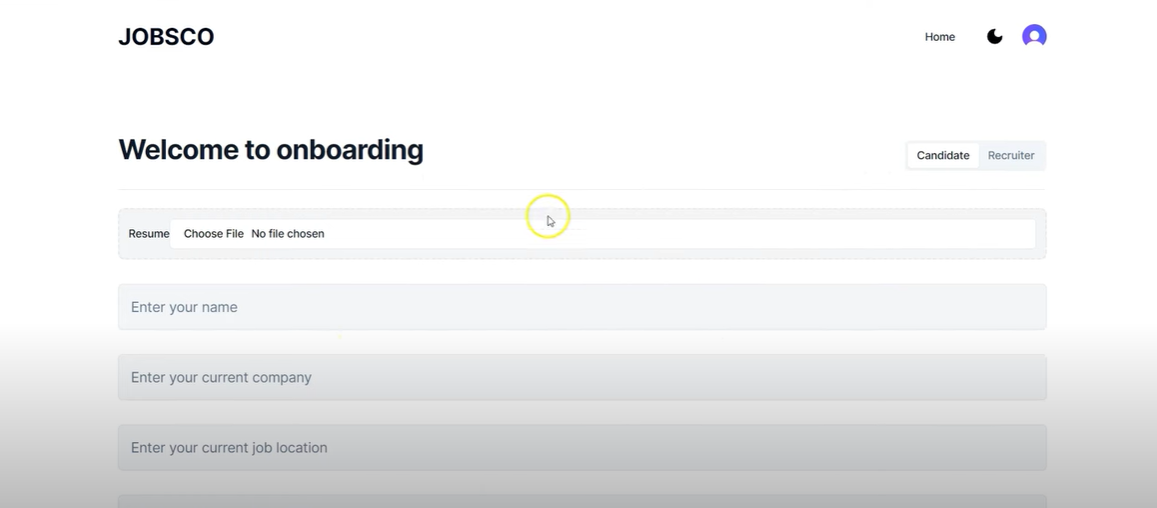 JOBSCO
Home
Welcome to onboarding
Candidate Recruiter
Resume Choose File No file chosen
Enter your name
Enter your current company
Enter your current job location